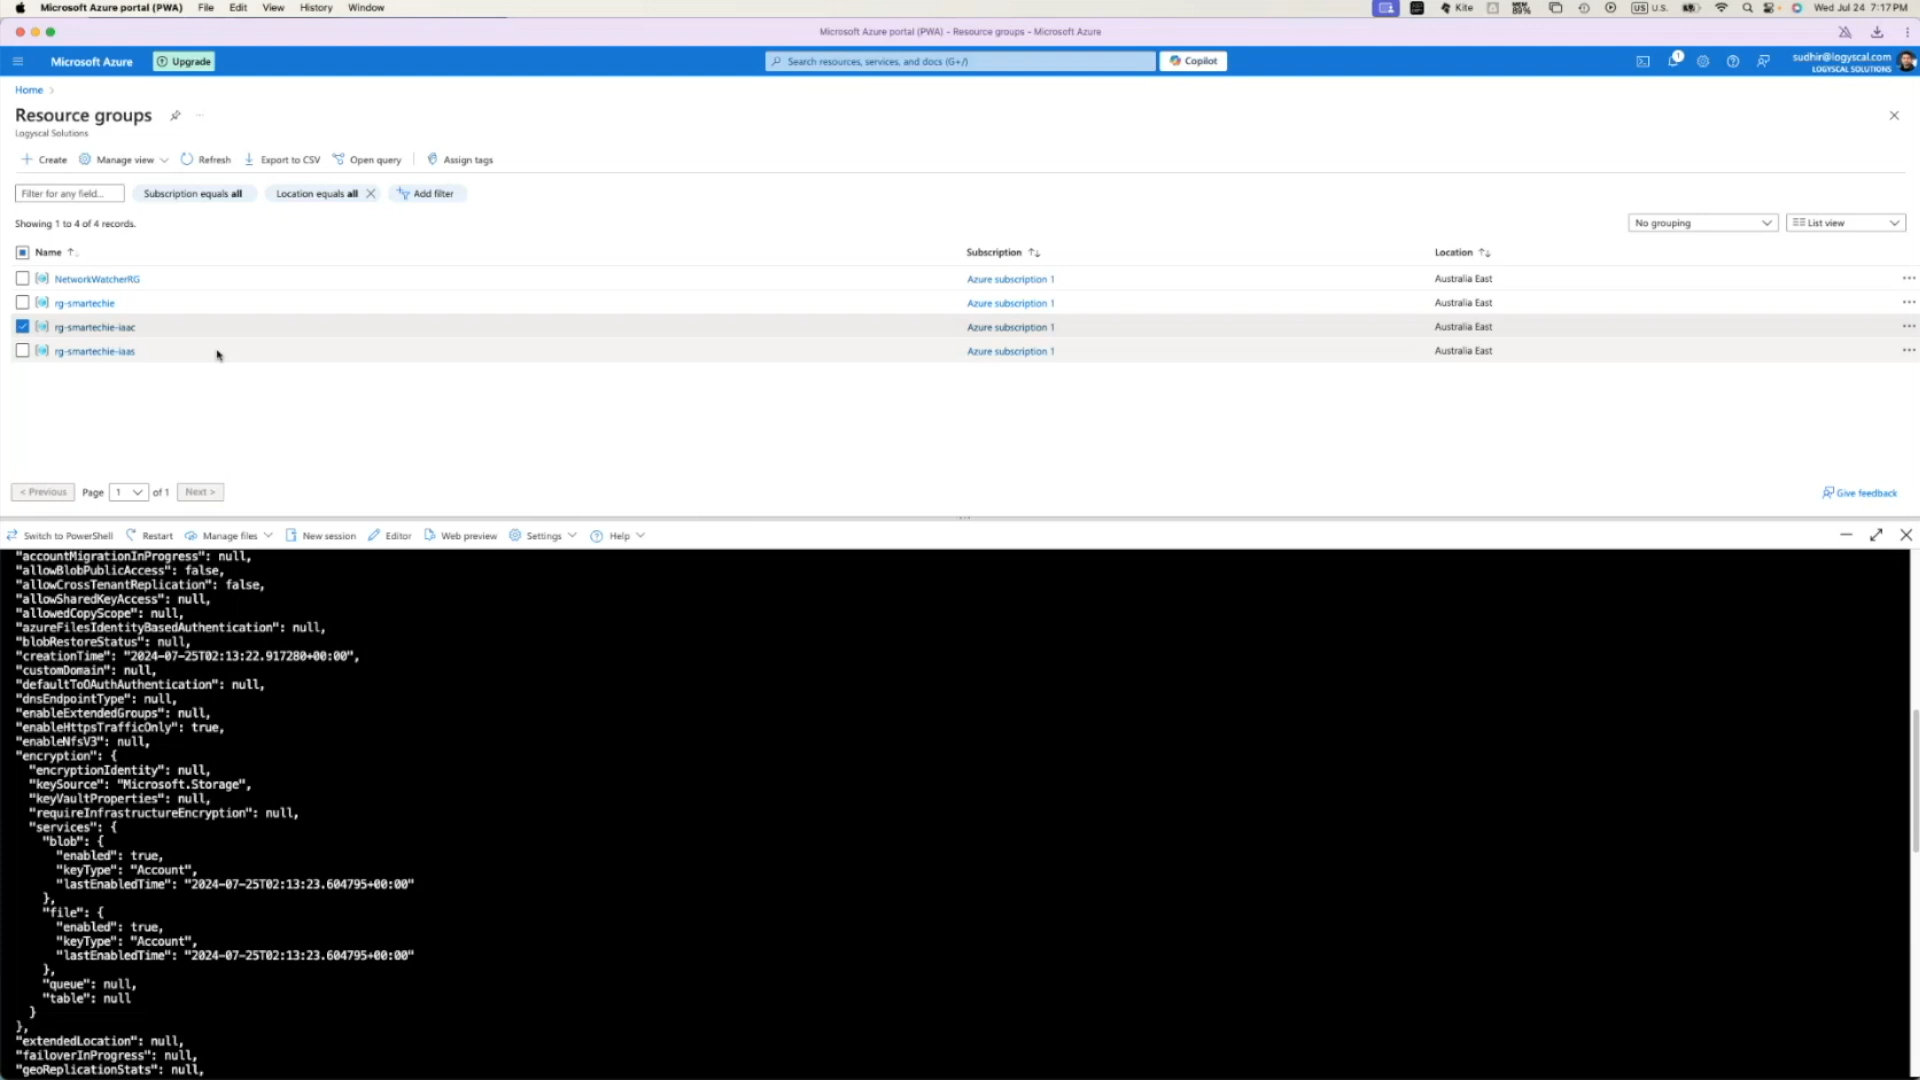 Microsoft Azure portal (PWA) File Edit View History Window
Kite US U.S. Wed Jul 24 7:17 PM
Microsoft Azure portal (PWA) - Resource groups - Microsoft Azure
Microsoft Azure Upgrade Search resources, services, and docs (G+/) Copilot 1 sudhir@logyscal.com
LOGYSCAL SOLUTIONS
Home >
Resource groups
Logyscal Solutions
Create Manage view Refresh Export to CSV Open query Assign tags
Filter for any field... Subscription equals all Location equals all Add filter
Showing 1 to 4 of 4 records.
No grouping List view
Name Subscription Location
NetworkWatcherRG Azure subscription 1 Australia East
rg-smartechie Azure subscription 1 Australia East
rg-smartechie-iaac Azure subscription 1 Australia East
rg-smartechie-iaas Azure subscription 1 Australia East
< Previous Page 1 of 1 Next >
Give feedback
Switch to PowerShell Restart Manage files New session Editor Web preview Settings Help
"accountMigrationInProgress": null,
"allowBlobPublicAccess": false,
"allowCrossTenantReplication": false,
"allowSharedKeyAccess": null,
"allowedCopyScope": null,
"azureFilesIdentityBasedAuthentication": null,
"blobRestoreStatus": null,
"creationTime": "2024-07-25T02:13:22.917280+00:00",
"customDomain": null,
"defaultToOAuthAuthentication": null,
"dnsEndpointType": null,
"enableExtendedGroups": null,
"enableHttpsTrafficOnly": true,
"enableNfsV3": null,
"encryption": {
"encryptionIdentity": null,
"keySource": "Microsoft.Storage",
"keyVaultProperties": null,
"requireInfrastructureEncryption": null,
"services": {
"blob": {
"enabled": true,
"keyType": "Account",
"lastEnabledTime": "2024-07-25T02:13:23.604795+00:00"
},
"file": {
"enabled": true,
"keyType": "Account",
"lastEnabledTime": "2024-07-25T02:13:23.604795+00:00"
},
"queue": null,
"table": null
}
},
"extendedLocation": null,
"failoverInProgress": null,
"geoReplicationStats": null,